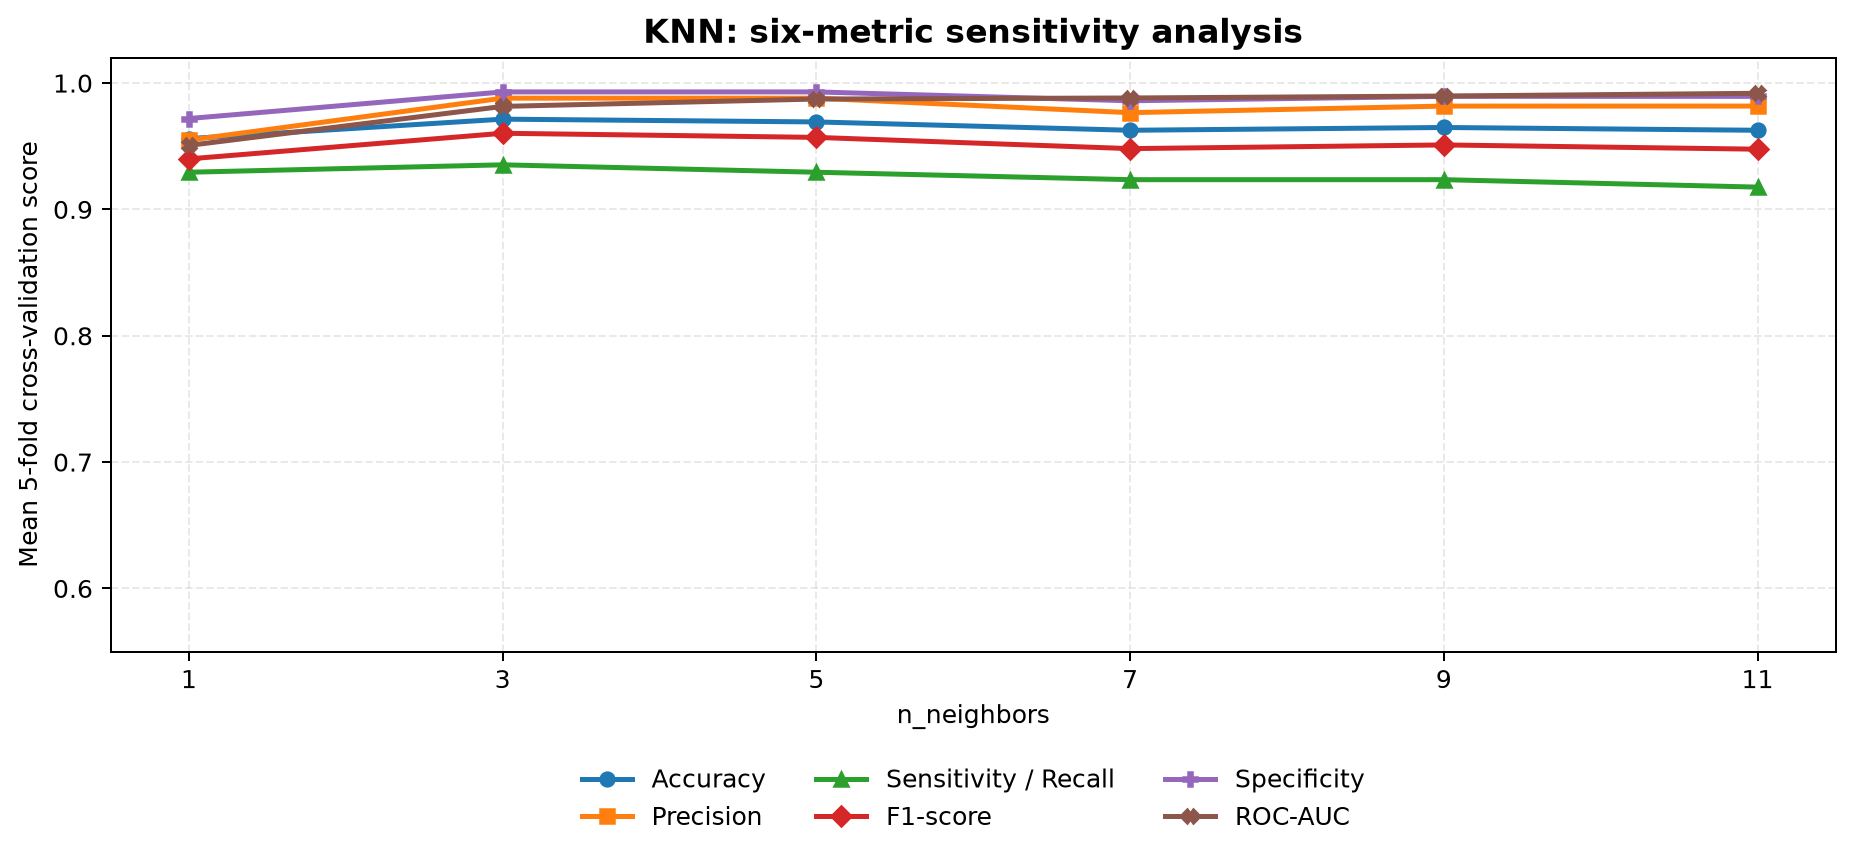 KNN: six-metric sensitivity analysis
Mean 5-fold cross-validation score
1.0
0.9
0.8
0.7
0.6
1 3 5 7 9 11
n_neighbors
Accuracy Sensitivity / Recall Specificity
Precision F1-score ROC-AUC